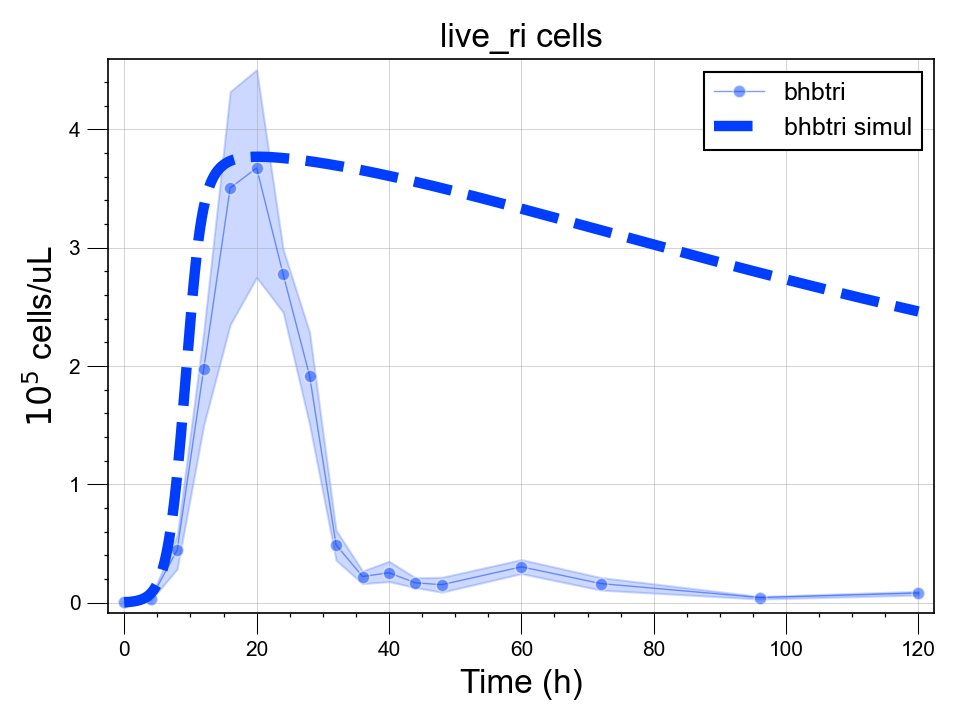 live_ri cells
bhbtri
bhbtri simul
10⁵ cells/uL
4
3
2
1
0
0 20 40 60 80 100 120
Time (h)